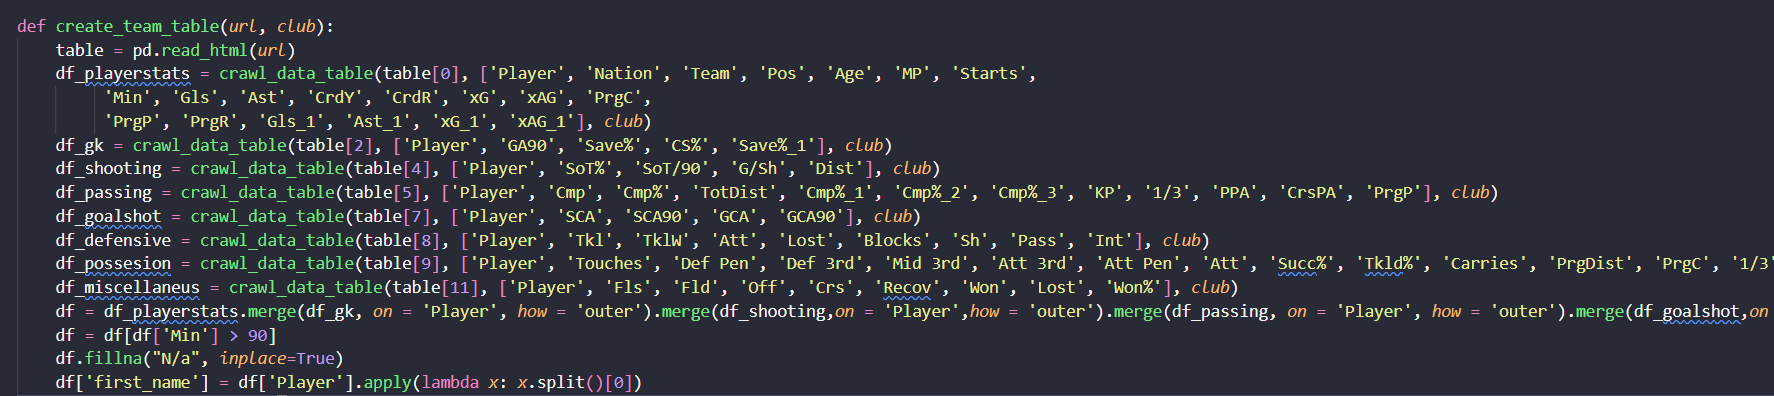 def create_team_table(url, club):
table = pd.read_html(url)
df_playerstats = crawl_data_table(table[0], ['Player', 'Nation', 'Team', 'Pos', 'Age', 'MP', 'Starts',
'Min', 'Gls', 'Ast', 'CrdY', 'CrdR', 'xG', 'xAG', 'PrgC',
'PrgP', 'PrgR', 'Gls_1', 'Ast_1', 'xG_1', 'xAG_1'], club)
df_gk = crawl_data_table(table[2], ['Player', 'GA90', 'Save%', 'CS%', 'Save%_1'], club)
df_shooting = crawl_data_table(table[4], ['Player', 'SoT%', 'SoT/90', 'G/Sh', 'Dist'], club)
df_passing = crawl_data_table(table[5], ['Player', 'Cmp', 'Cmp%', 'TotDist', 'Cmp%_1', 'Cmp%_2', 'Cmp%_3', 'KP', '1/3', 'PPA', 'CrsPA', 'PrgP'], club)
df_goalshot = crawl_data_table(table[7], ['Player', 'SCA', 'SCA90', 'GCA', 'GCA90'], club)
df_defensive = crawl_data_table(table[8], ['Player', 'Tkl', 'TklW', 'Att', 'Lost', 'Blocks', 'Sh', 'Pass', 'Int'], club)
df_possesion = crawl_data_table(table[9], ['Player', 'Touches', 'Def Pen', 'Def 3rd', 'Mid 3rd', 'Att 3rd', 'Att Pen', 'Att', 'Succ%', 'Tkld%', 'Carries', 'PrgDist', 'PrgC', '1/3'
df_miscellaneus = crawl_data_table(table[11], ['Player', 'Fls', 'Fld', 'Off', 'Crs', 'Recov', 'Won', 'Lost', 'Won%'], club)
df = df_playerstats.merge(df_gk, on = 'Player', how = 'outer').merge(df_shooting,on = 'Player',how = 'outer').merge(df_passing, on = 'Player', how = 'outer').merge(df_goalshot,on
df = df[df['Min'] > 90]
df.fillna("N/a", inplace=True)
df['first_name'] = df['Player'].apply(lambda x: x.split()[0])